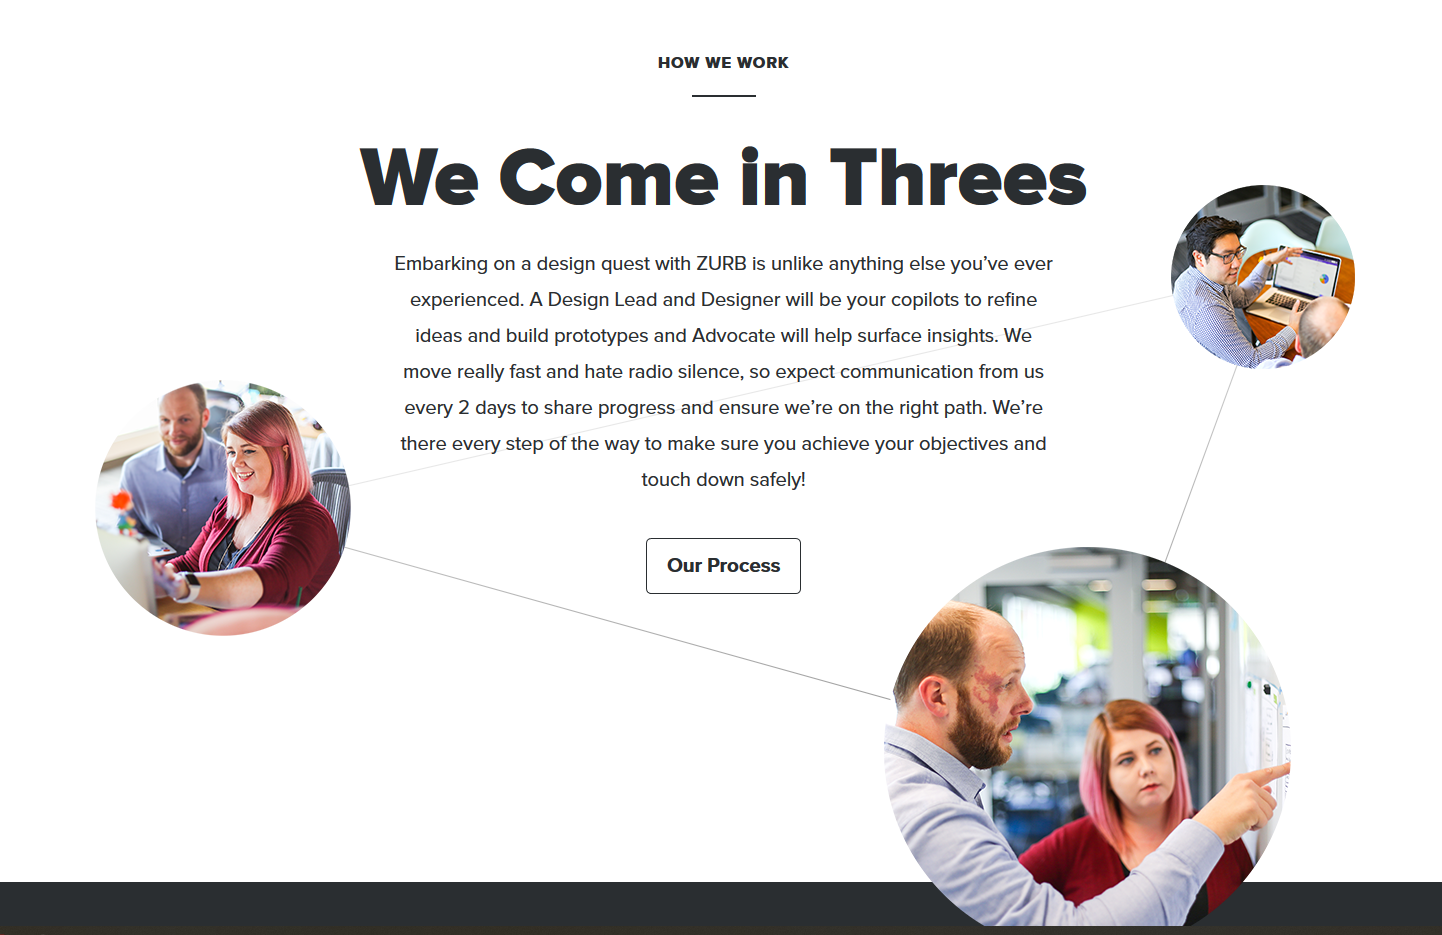 HOW WE WORK
We Come in Threes
Embarking on a design quest with ZURB is unlike anything else you’ve ever
experienced. A Design Lead and Designer will be your copilots to refine
ideas and build prototypes and Advocate will help surface insights. We
move really fast and hate radio silence, so expect communication from us
every 2 days to share progress and ensure we’re on the right path. We’re
there every step of the way to make sure you achieve your objectives and
touch down safely!
Our Process